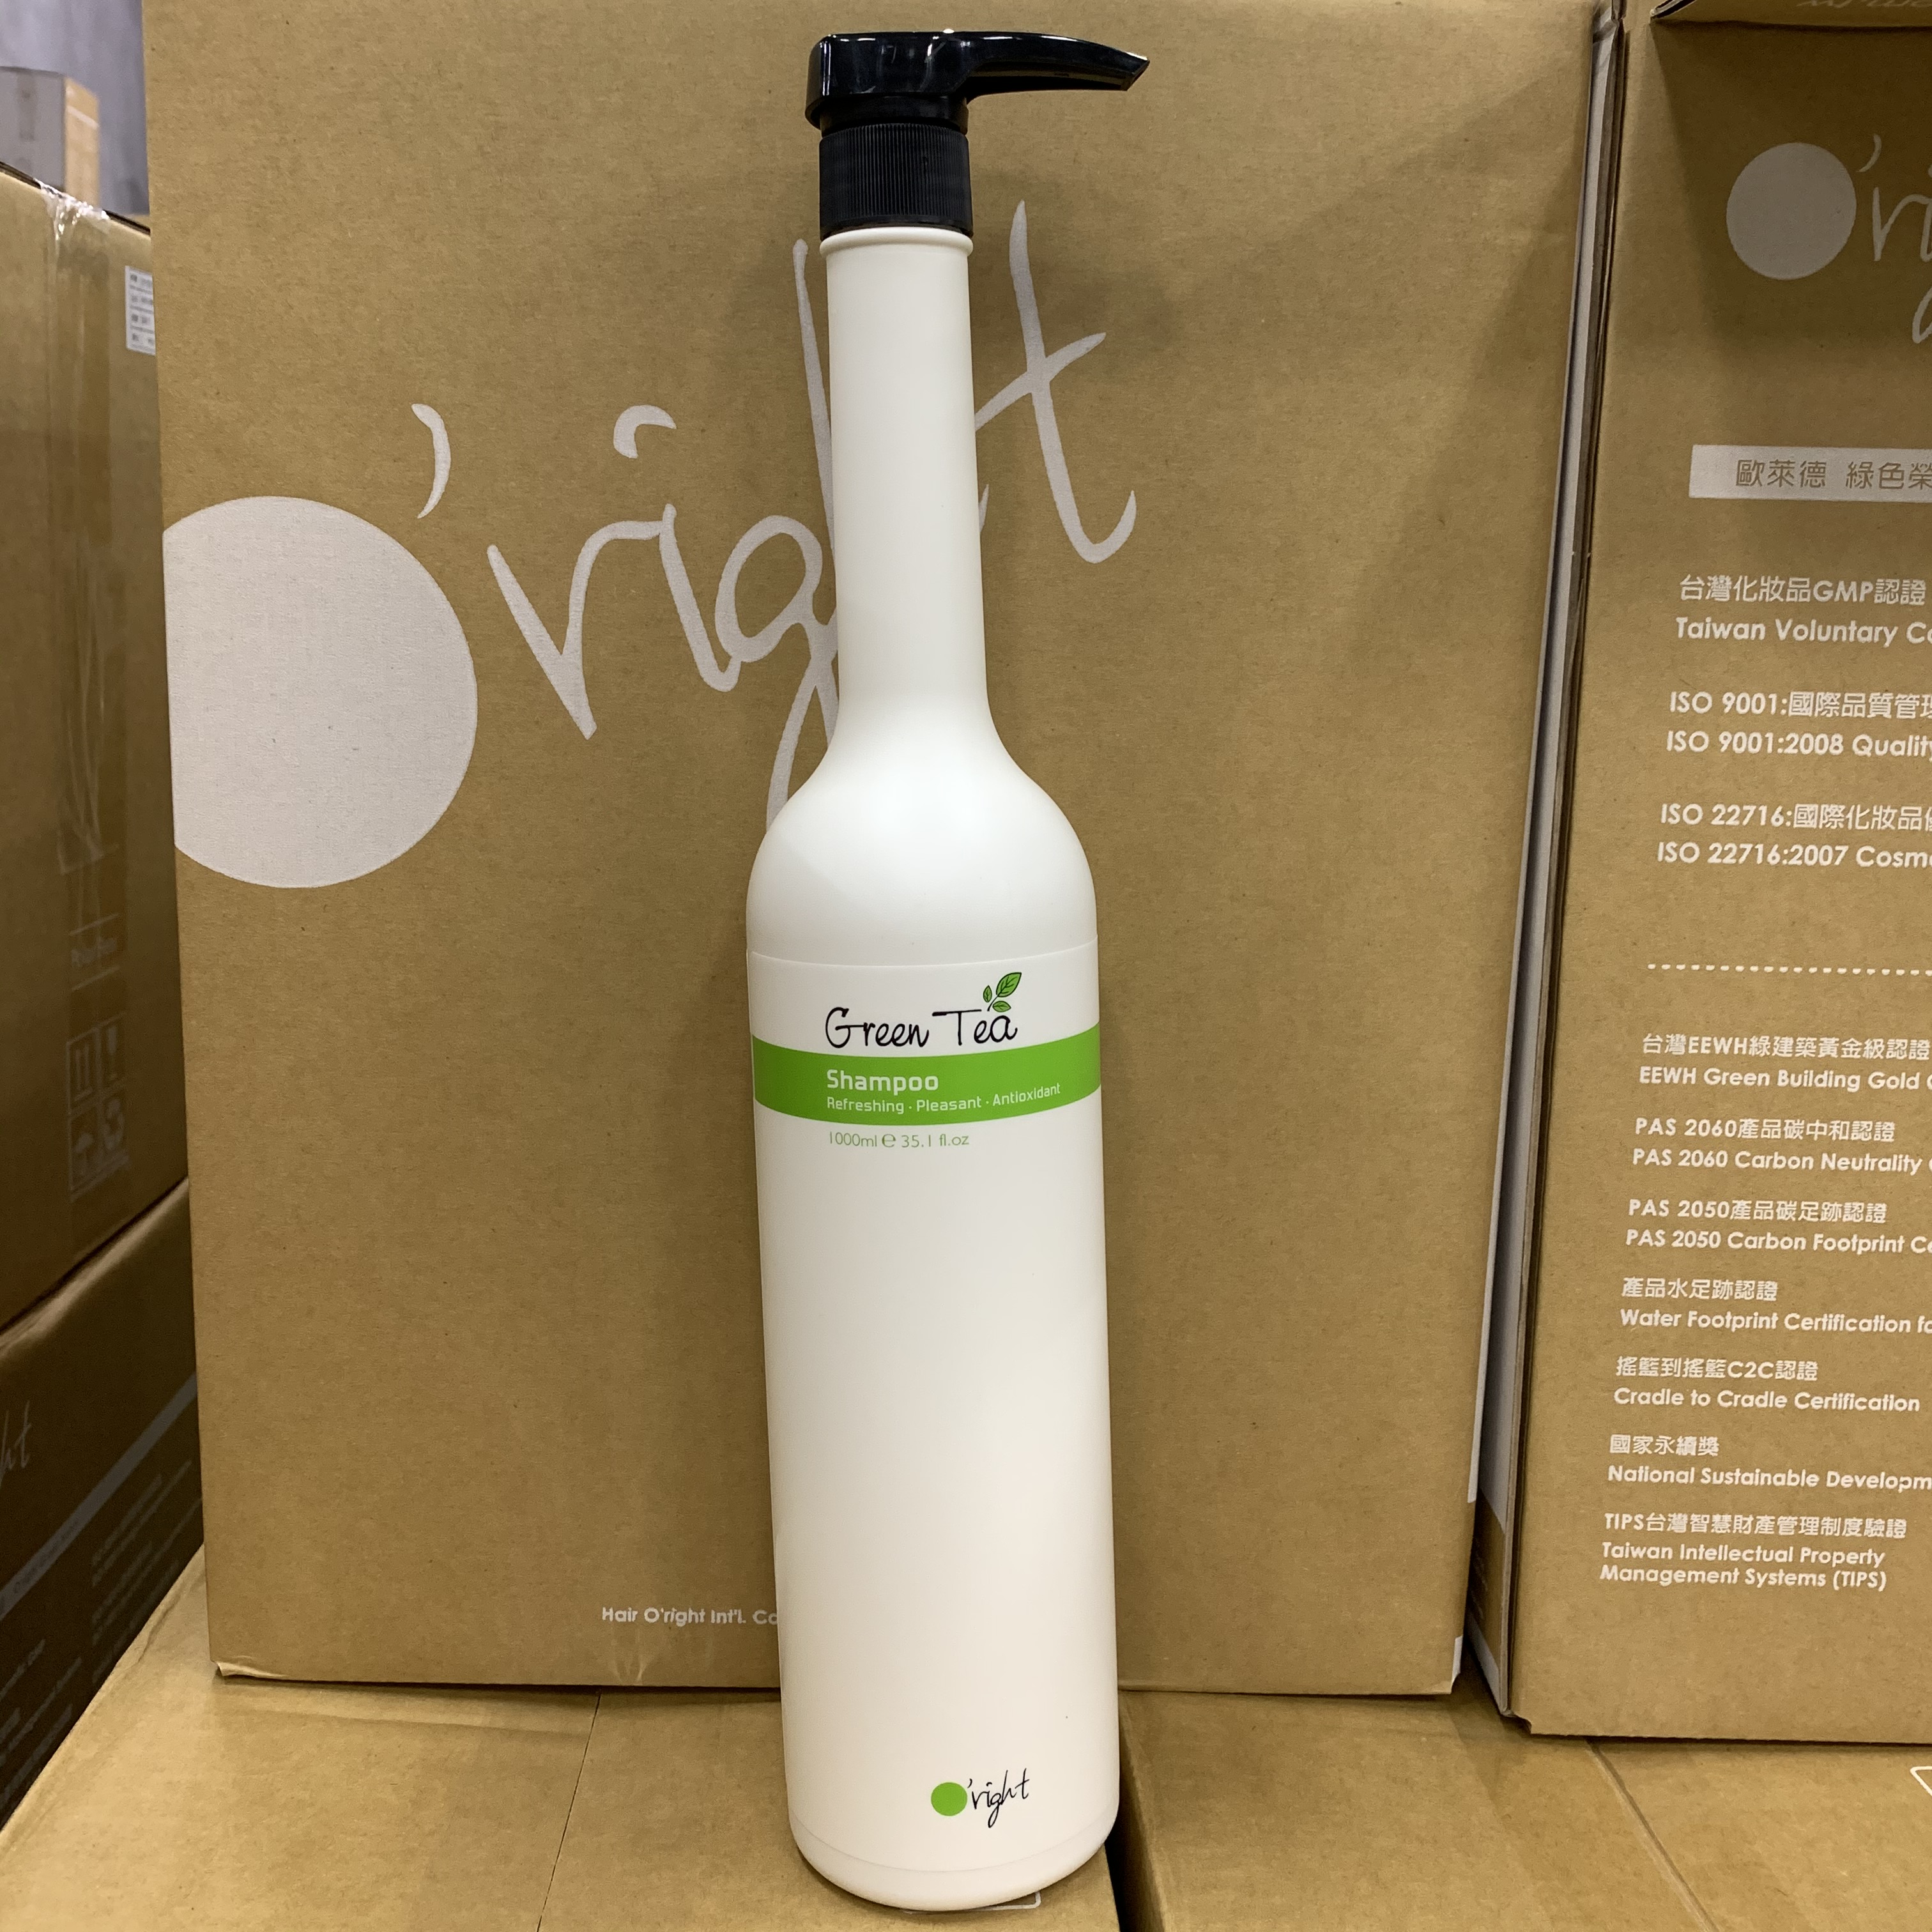 O'right
Green Tea
Shampoo
Refreshing · Pleasant · Antioxidant
1000ml ℮ 35.1 fl.oz
O'right
Hair O'right Int'l.
歐萊德 綠色
台灣化妝品GMP認證
Taiwan Voluntary
ISO 9001:國際品質管理
ISO 9001:2008 Quality
ISO 22716:國際化妝品
ISO 22716:2007
台灣EEWH綠建築黃金級認證
EEWH Green Building Gold
PAS 2060產品碳中和認證
PAS 2060 Carbon Neutrality
PAS 2050產品碳足跡認證
PAS 2050 Carbon Footprint
產品水足跡認證
Water Footprint Certification
搖籃到搖籃C2C認證
Cradle to Cradle Certification
國家永續獎
National Sustainable
TIPS台灣智慧財產管理制度驗證
Taiwan Intellectual Property
Management Systems (TIPS)